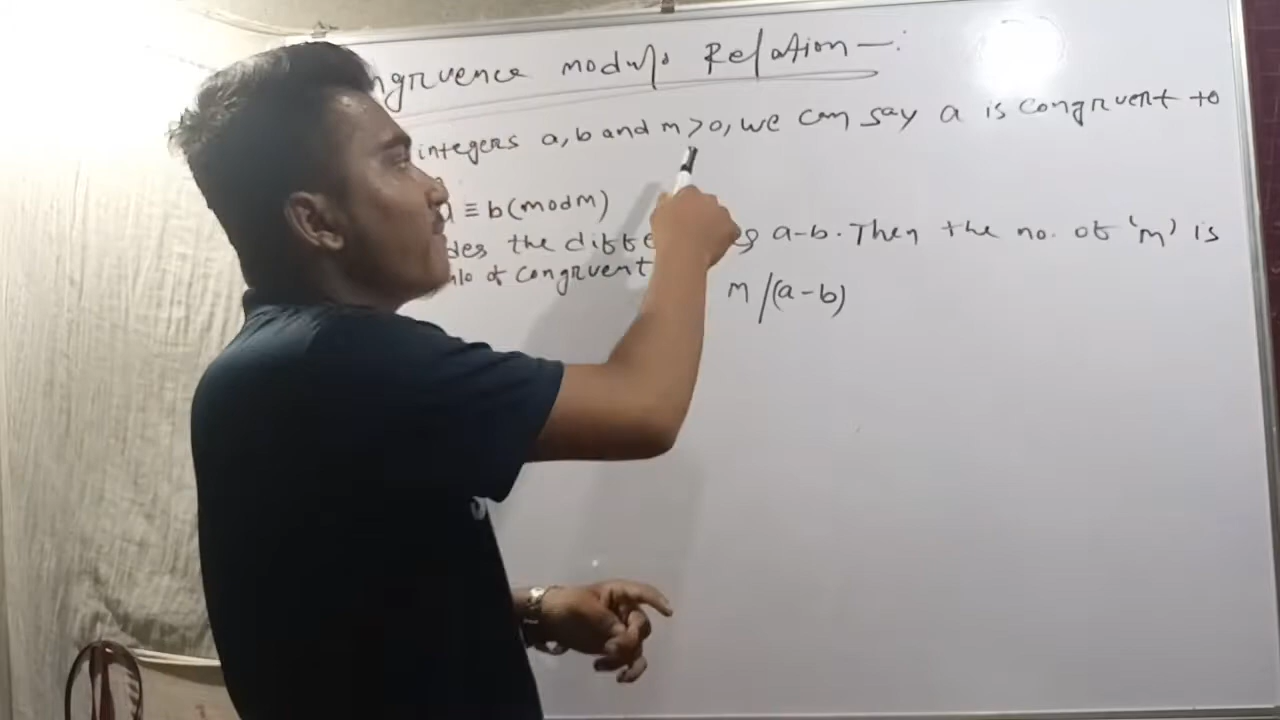 ngruence modulo Relation —:
integers a, b and m > 0, we can say a is congruent to
a ≡ b (mod m)
des the diffe s a-b. Then the no. of 'm' is
ulo of congruent
m/(a-b)